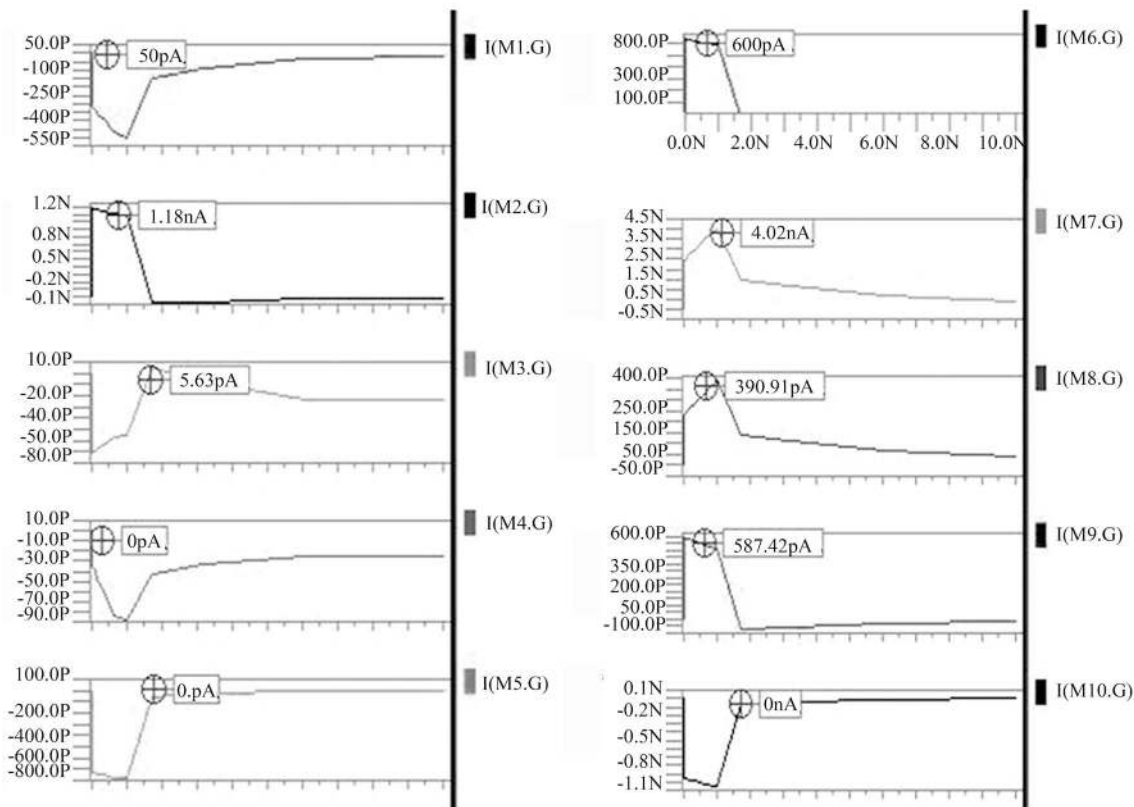 50.0P
-100.P
-250.P
-400.P
-550.P
50pA.
I(M1.G)
1.2N
0.8N
0.5N
-0.2N
-0.1N
1.18nA.
I(M2.G)
10.0P
-20.0P
-40.0P
-50.0P
-80.0P
5.63pA
I(M3.G)
10.0P
-10.0P
-30.0P
-50.0P
-70.0P
-90.0P
0pA.
I(M4.G)
100.0P
-200.0P
-400.0P
-600.0P
-800.0P
0.pA.
I(M5.G)
800.0P
300.0P
100.0P
600pA.
0.0N 2.0N 4.0N 6.0N 8.0N 10.0N
I(M6.G)
4.5N
3.5N
2.5N
1.5N
0.5N
-0.5N
4.02nA.
I(M7.G)
400.0P
250.0P
150.0P
50.0P
-50.0P
390.91pA.
I(M8.G)
600.0P
350.0P
200.0P
50.0P
-100.0P
587.42pA.
I(M9.G)
0.1N
-0.2N
-0.5N
-0.8N
-1.1N
0nA.
I(M10.G)